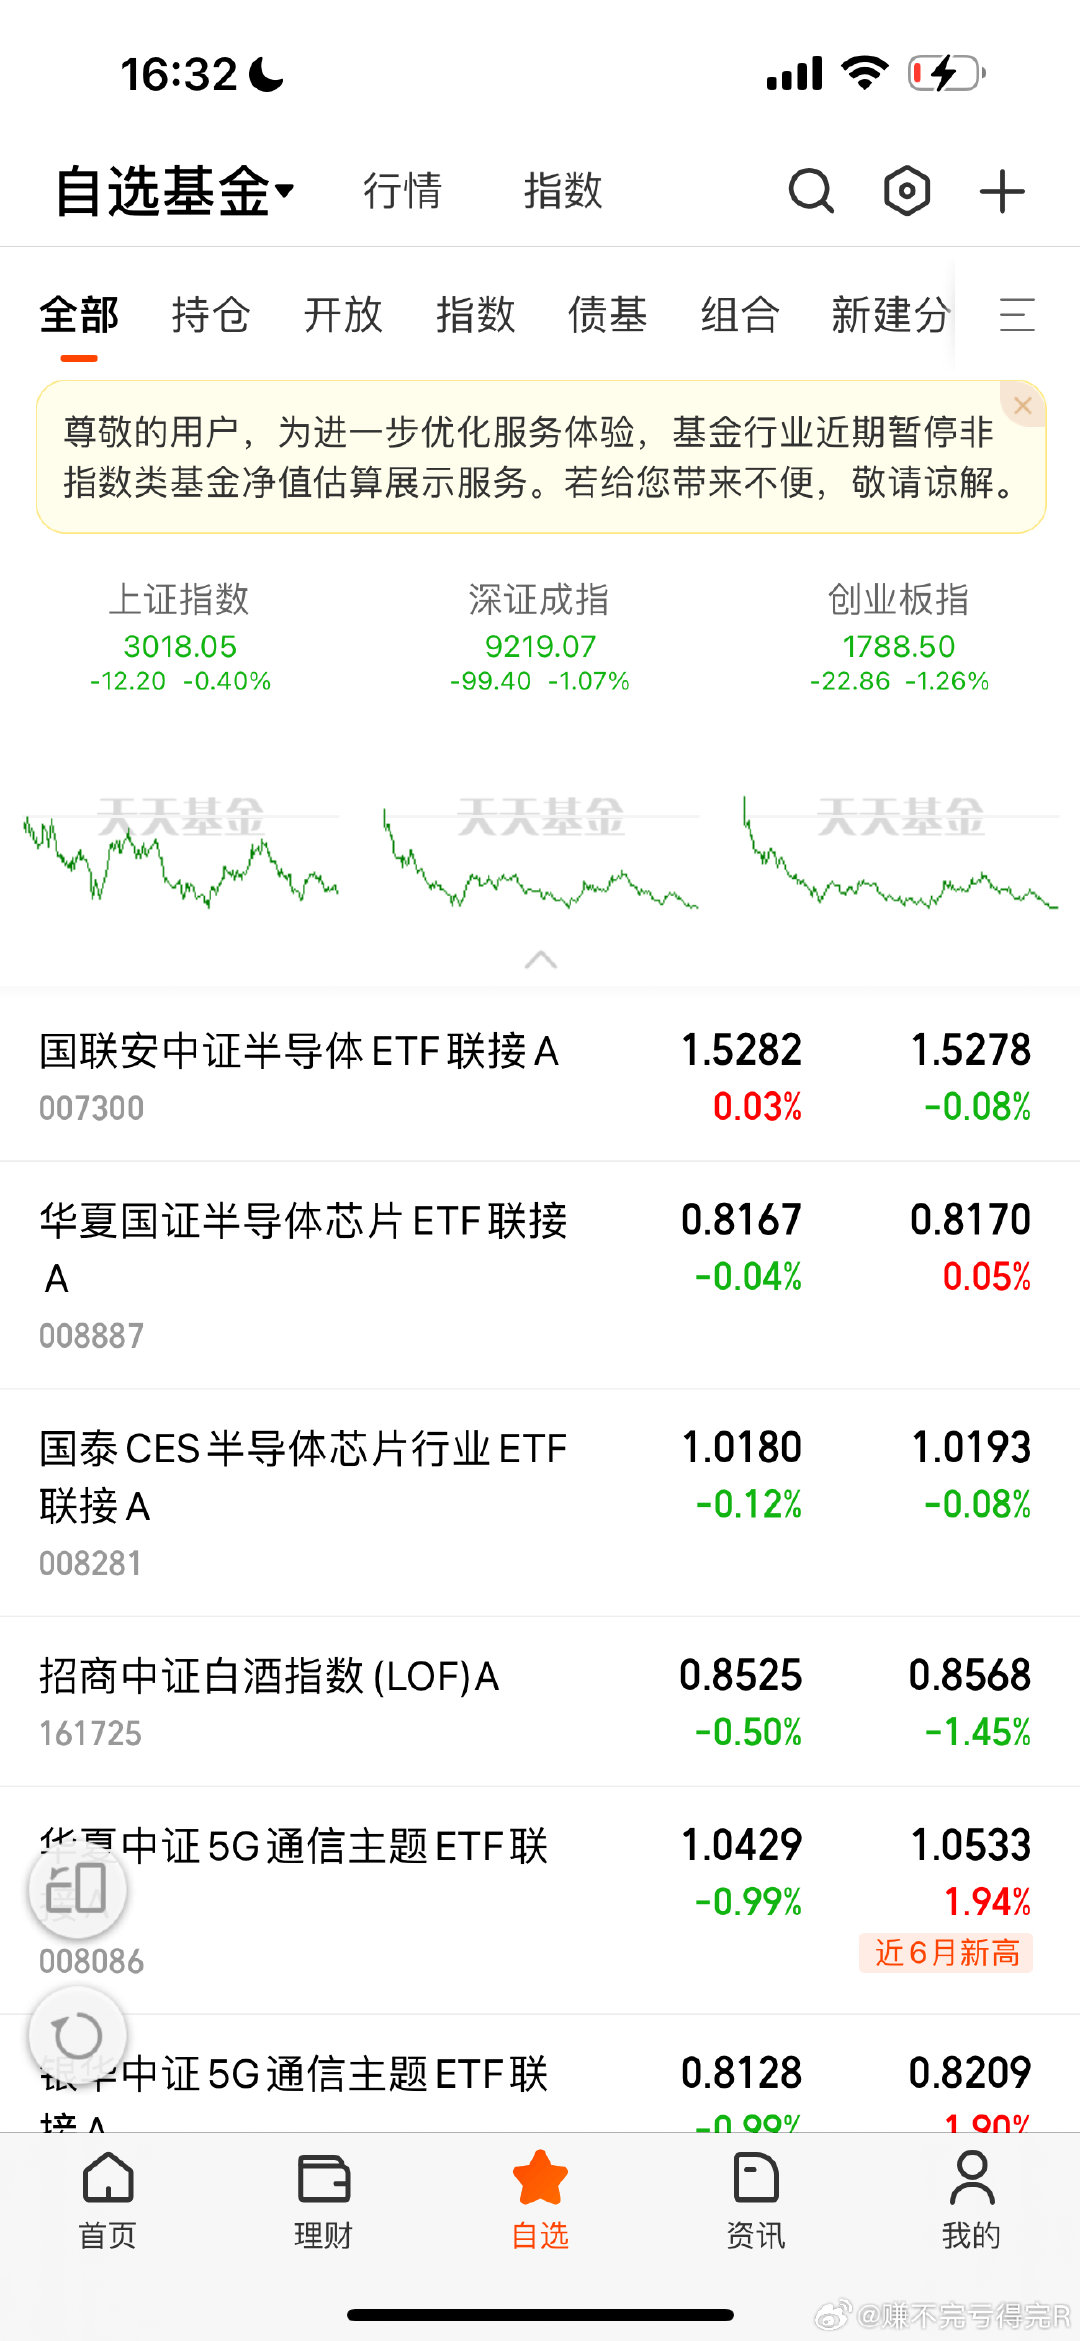 16:32
自选基金 行情 指数
全部 持仓 开放 指数 债基 组合 新建分
尊敬的用户，为进一步优化服务体验，基金行业近期暂停非
指数类基金净值估算展示服务。若给您带来不便，敬请谅解。
上证指数 深证成指 创业板指
3018.05 9219.07 1788.50
-12.20 -0.40% -99.40 -1.07% -22.86 -1.26%
天天基金 天天基金 天天基金
国联安中证半导体ETF联接A 1.5282 1.5278
007300 0.03% -0.08%
华夏国证半导体芯片ETF联接 0.8167 0.8170
A -0.04% 0.05%
008887
国泰CES半导体芯片行业ETF 1.0180 1.0193
联接A -0.12% -0.08%
008281
招商中证白酒指数(LOF)A 0.8525 0.8568
161725 -0.50% -1.45%
华夏中证5G通信主题ETF联 1.0429 1.0533
接A -0.99% 1.94%
008086 近6月新高
银华中证5G通信主题ETF联 0.8128 0.8209
接A -0.99% 1.90%
首页 理财 自选 资讯 我的
@赚不完亏得完R